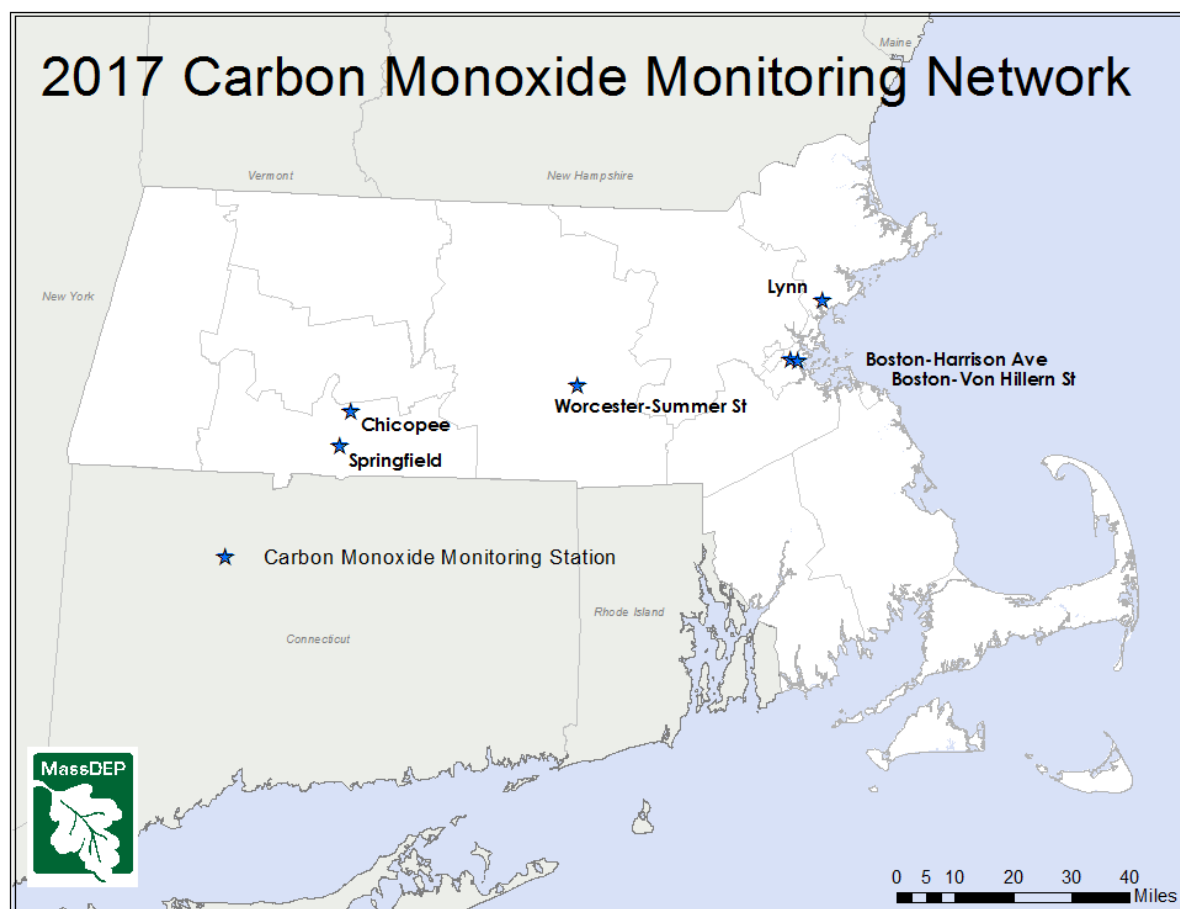 2017 Carbon Monoxide Monitoring Network
Maine
Vermont
New Hampshire
New York
Lynn
Boston-Harrison Ave
Boston-Von Hillern St
Worcester-Summer St
Chicopee
Springfield
Carbon Monoxide Monitoring Station
Rhode Island
Connecticut
MassDEP
0 5 10 20 30 40
Miles